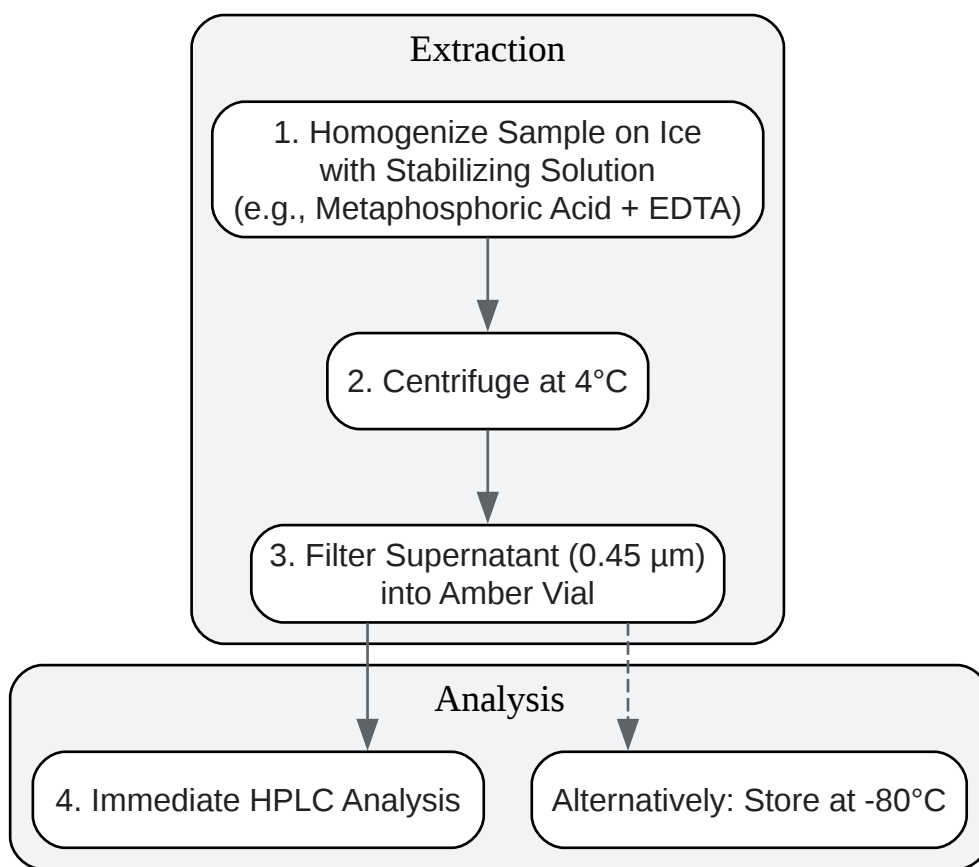 Extraction
1. Homogenize Sample on Ice
with Stabilizing Solution
(e.g., Metaphosphoric Acid + EDTA)
2. Centrifuge at 4°C
3. Filter Supernatant (0.45 µm)
into Amber Vial
Analysis
4. Immediate HPLC Analysis
Alternatively: Store at -80°C